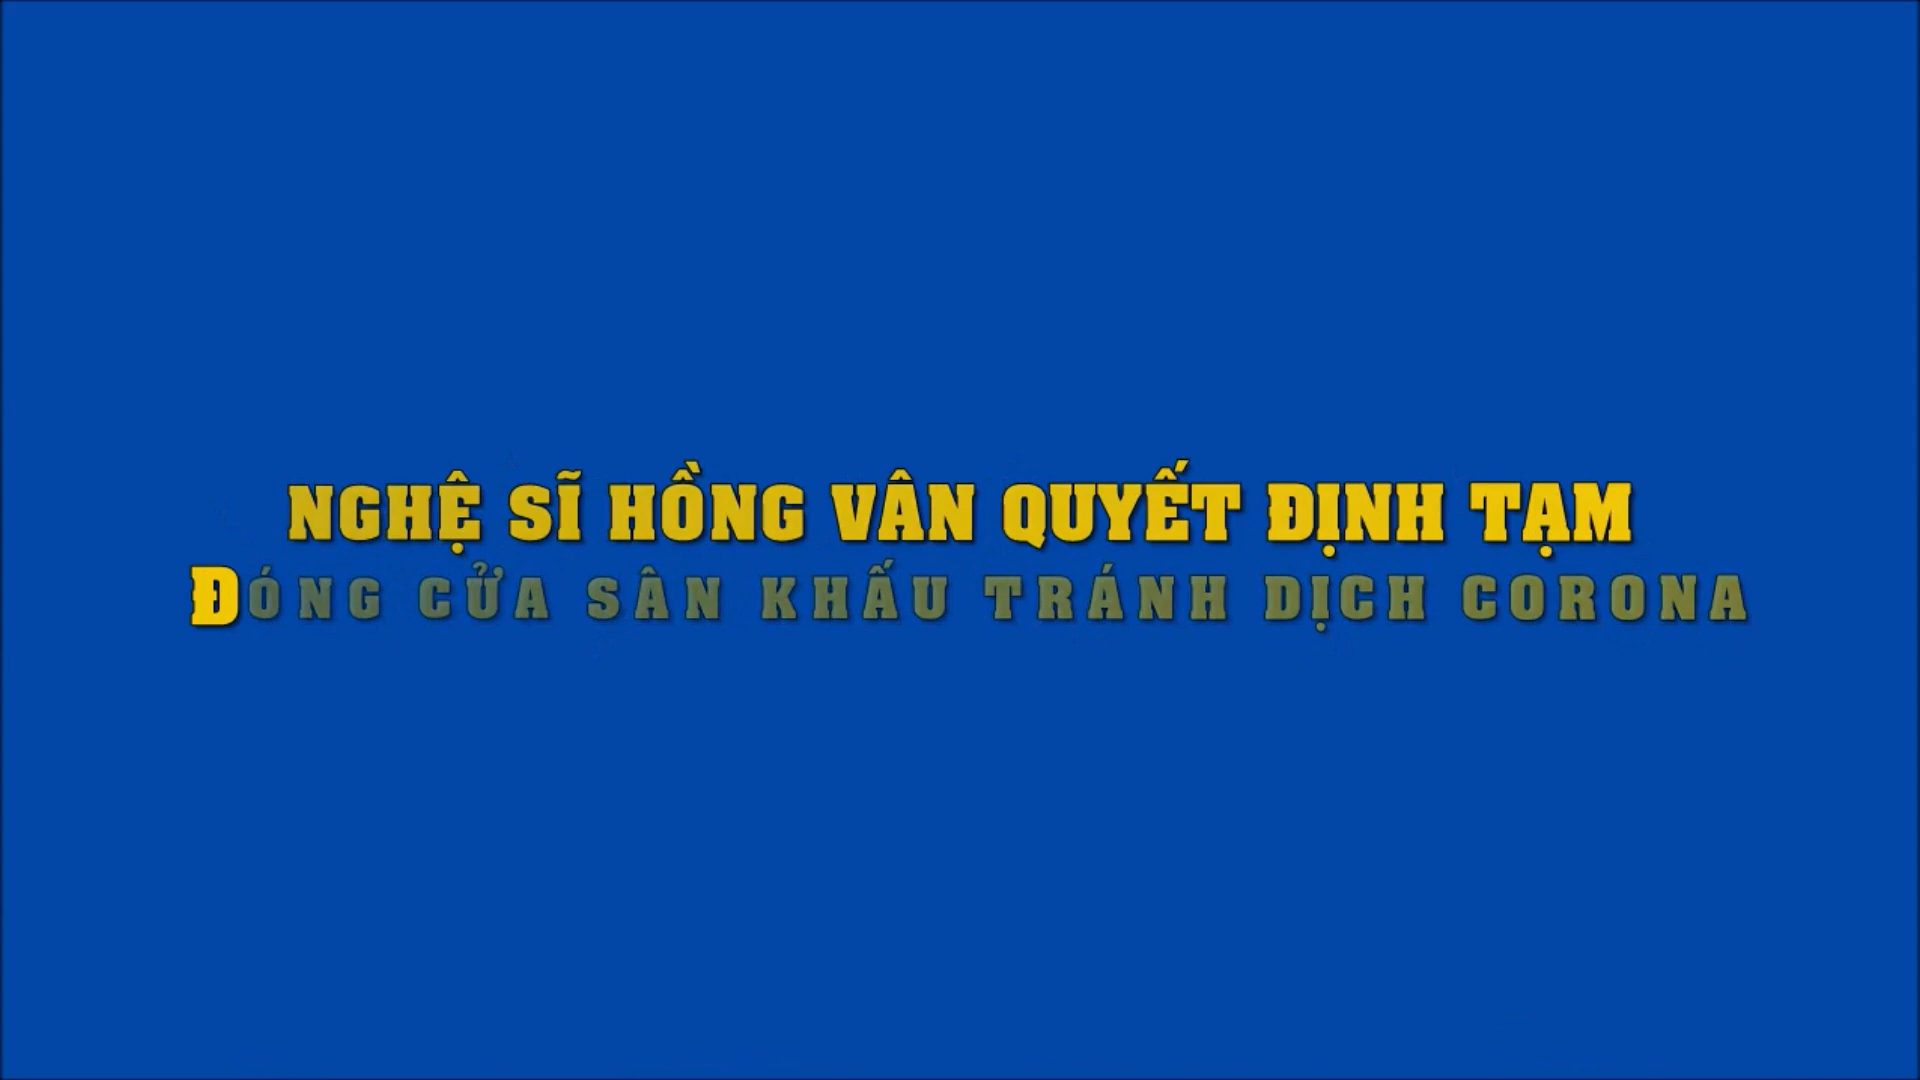 NGHỆ SĨ HỒNG VÂN QUYẾT ĐỊNH TẠM
ĐÓNG CỬA SÂN KHẤU TRÁNH DỊCH CORONA